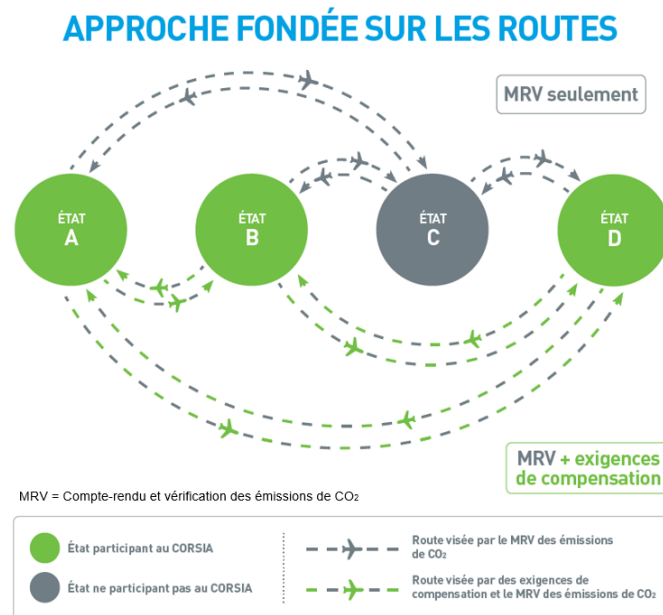 APPROCHE FONDÉE SUR LES ROUTES
MRV seulement
ÉTAT
A
ÉTAT
B
ÉTAT
C
ÉTAT
D
MRV + exigences
de compensation
MRV = Compte-rendu et vérification des émissions de CO₂
État participant au CORSIA
État ne participant pas au CORSIA
Route visée par le MRV des émissions
de CO₂
Route visée par des exigences de
compensation et le MRV des émissions de CO₂